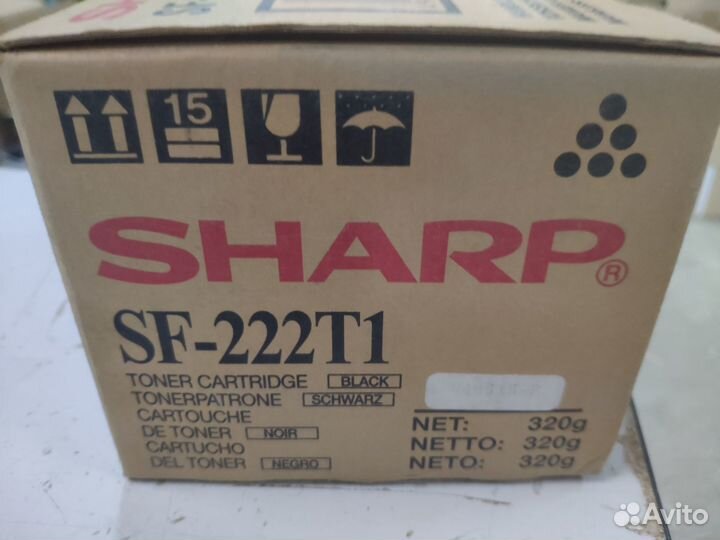 15
SHARP®
SF-222T1
TONER CARTRIDGE BLACK
TONERPATRONE SCHWARZ
CARTOUCHE
DE TONER NOIR
CARTUCHO
DEL TONER NEGRO
NET: 320g
NETTO: 320g
NETO: 320g
Avito